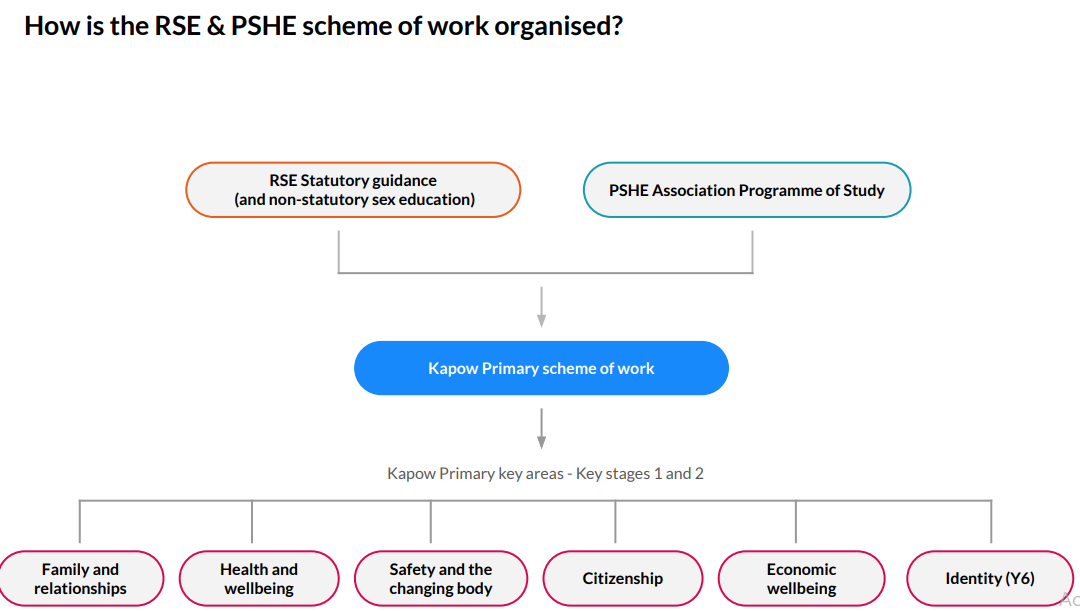 How is the RSE & PSHE scheme of work organised?
RSE Statutory guidance
(and non-statutory sex education)
PSHE Association Programme of Study
Kapow Primary scheme of work
Kapow Primary key areas - Key stages 1 and 2
Family and
relationships
Health and
wellbeing
Safety and the
changing body
Citizenship
Economic
wellbeing
Identity (Y6)